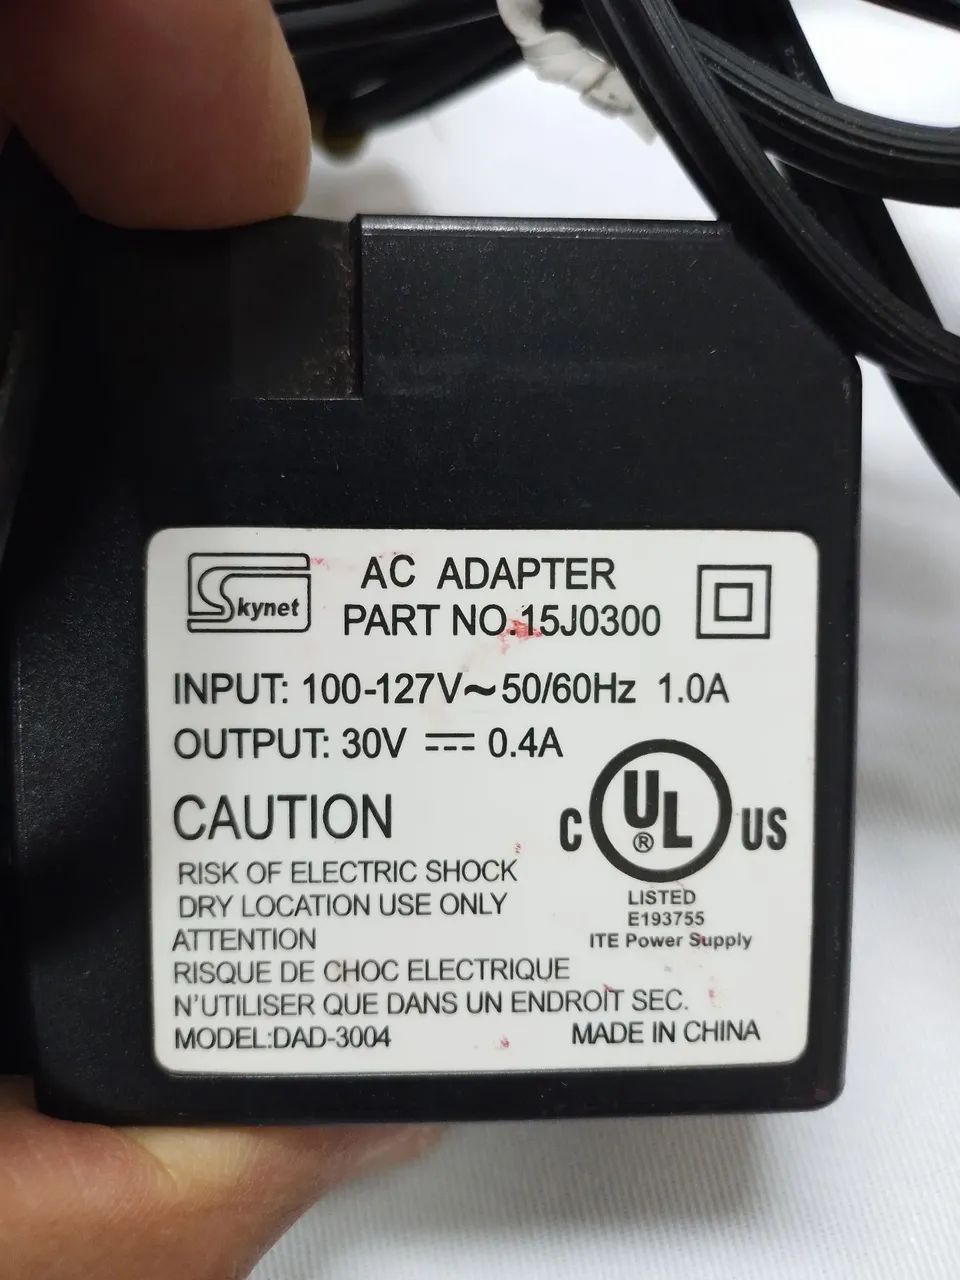 Skynet
AC ADAPTER
PART NO.15J0300
INPUT: 100-127V~50/60Hz 1.0A
OUTPUT: 30V ⎓ 0.4A
CAUTION
RISK OF ELECTRIC SHOCK
DRY LOCATION USE ONLY
ATTENTION
RISQUE DE CHOC ELECTRIQUE
N'UTILISER QUE DANS UN ENDROIT SEC.
MODEL:DAD-3004
C UL® US
LISTED
E193755
ITE Power Supply
MADE IN CHINA